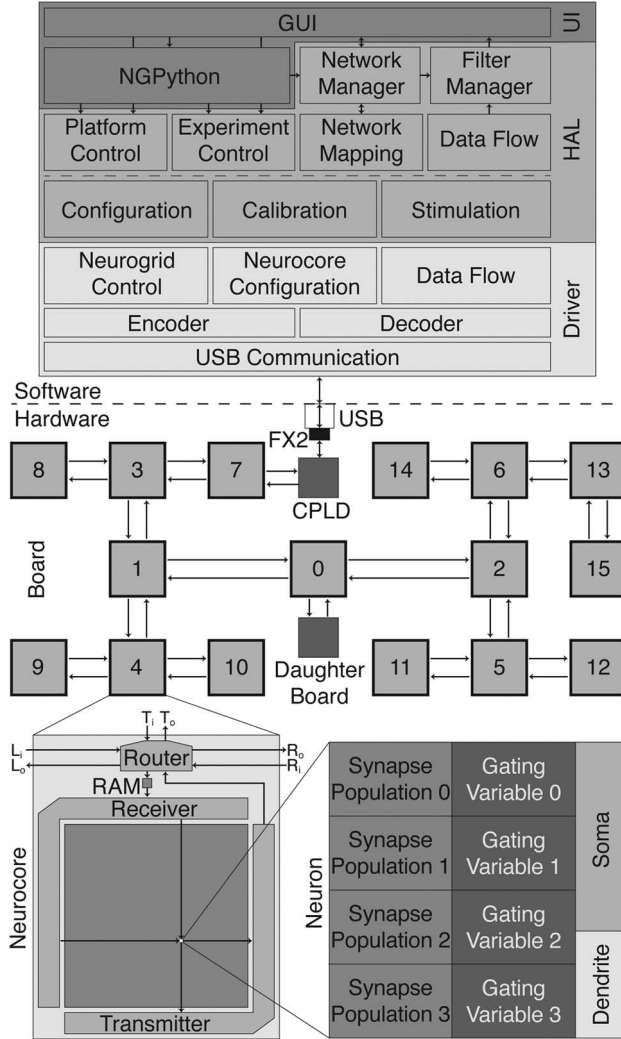 GUI
UI
NGPython
Network
Manager
Filter
Manager
Platform
Control
Experiment
Control
Network
Mapping
Data Flow
HAL
Configuration
Calibration
Stimulation
Neurogrid
Control
Neurocore
Configuration
Data Flow
Driver
Encoder
Decoder
USB Communication
Software
Hardware
USB
FX2
8
3
7
CPLD
14
6
13
Board
1
0
2
15
9
4
10
Daughter
Board
11
5
12
Ti
To
Li
Lo
Router
Ro
Ri
RAM
Receiver
Neurocore
Transmitter
Neuron
Synapse
Population 0
Gating
Variable 0
Synapse
Population 1
Gating
Variable 1
Soma
Synapse
Population 2
Gating
Variable 2
Synapse
Population 3
Gating
Variable 3
Dendrite